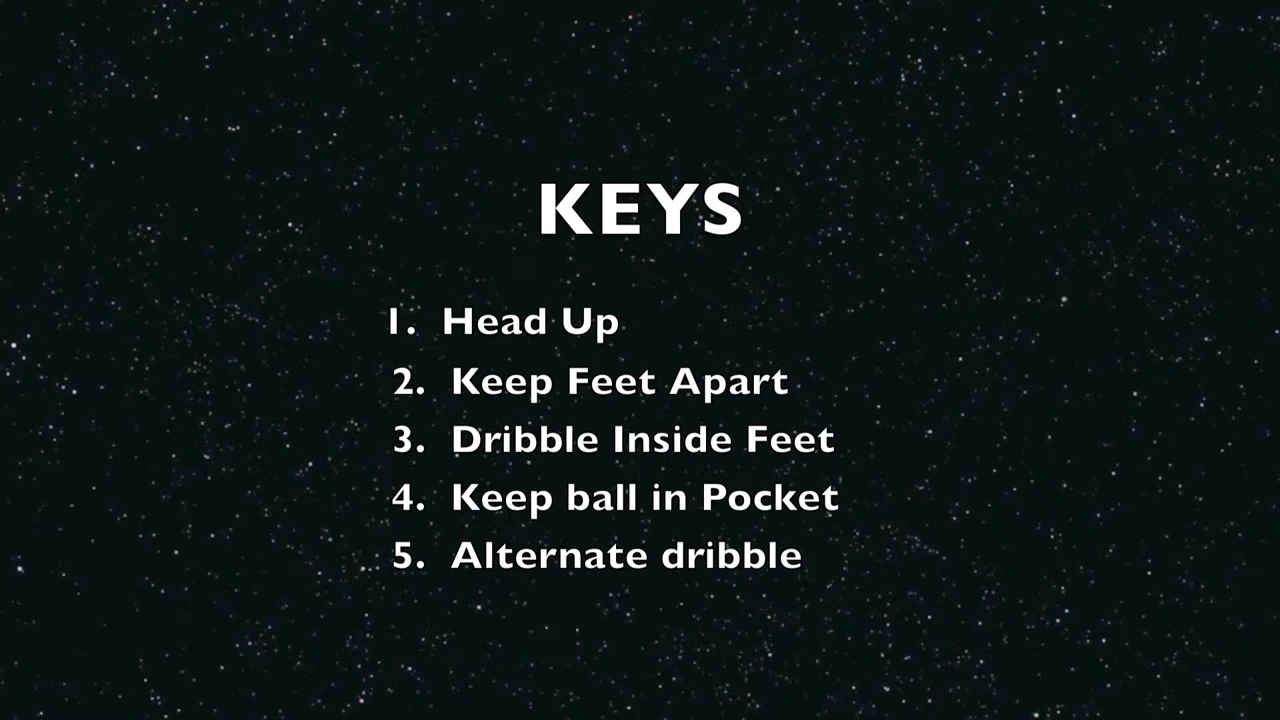 KEYS
1. Head Up
2. Keep Feet Apart
3. Dribble Inside Feet
4. Keep ball in Pocket
5. Alternate dribble